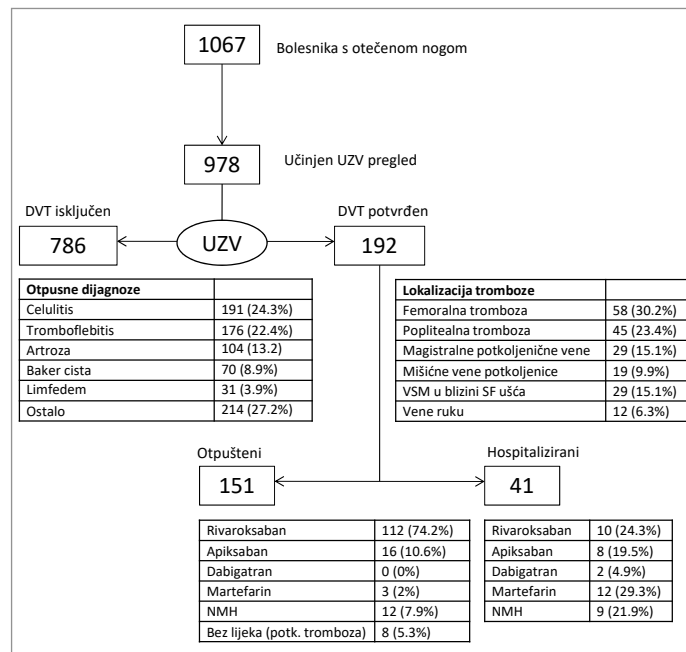 1067
Bolesnika s otečenom nogom
978
Učinjen UZV pregled
DVT isključen
DVT potvrđen
786
UZV
192
Otpusne dijagnoze
Celulitis 191 (24.3%)
Tromboflebitis 176 (22.4%)
Artroza 104 (13.2)
Baker cista 70 (8.9%)
Limfedem 31 (3.9%)
Ostalo 214 (27.2%)
Lokalizacija tromboze
Femoralna tromboza 58 (30.2%)
Poplitealna tromboza 45 (23.4%)
Magistralne potkoljenične vene 29 (15.1%)
Mišićne vene potkoljenice 19 (9.9%)
VSM u blizini SF ušća 29 (15.1%)
Vene ruku 12 (6.3%)
Otpušteni
Hospitalizirani
151
41
Rivaroksaban 112 (74.2%)
Apiksaban 16 (10.6%)
Dabigatran 0 (0%)
Martefarin 3 (2%)
NMH 12 (7.9%)
Bez lijeka (potk. tromboza) 8 (5.3%)
Rivaroksaban 10 (24.3%)
Apiksaban 8 (19.5%)
Dabigatran 2 (4.9%)
Martefarin 12 (29.3%)
NMH 9 (21.9%)